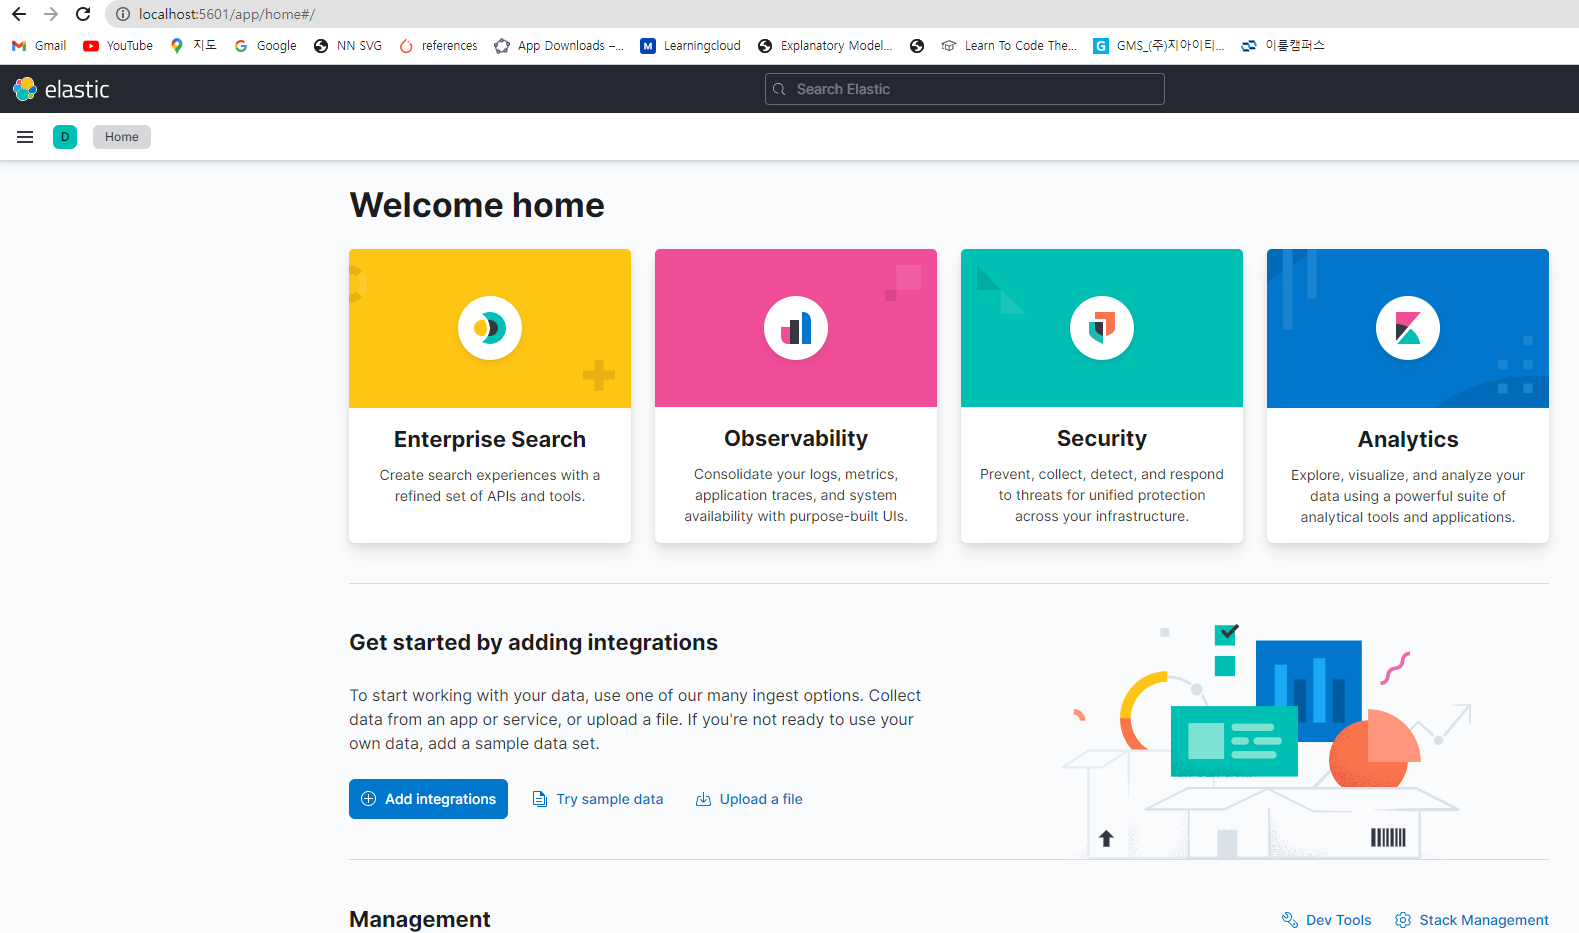 localhost:5601/app/home#/
Gmail YouTube 지도 Google NN SVG references App Downloads –... Learningcloud Explanatory Model... Learn To Code The... GMS_(주)지아이티... 이룸캠퍼스
elastic Search Elastic
D Home
Welcome home
Enterprise Search
Create search experiences with a
refined set of APIs and tools.
Observability
Consolidate your logs, metrics,
application traces, and system
availability with purpose-built UIs.
Security
Prevent, collect, detect, and respond
to threats for unified protection
across your infrastructure.
Analytics
Explore, visualize, and analyze your
data using a powerful suite of
analytical tools and applications.
Get started by adding integrations
To start working with your data, use one of our many ingest options. Collect
data from an app or service, or upload a file. If you're not ready to use your
own data, add a sample data set.
Add integrations Try sample data Upload a file
Management Dev Tools Stack Management